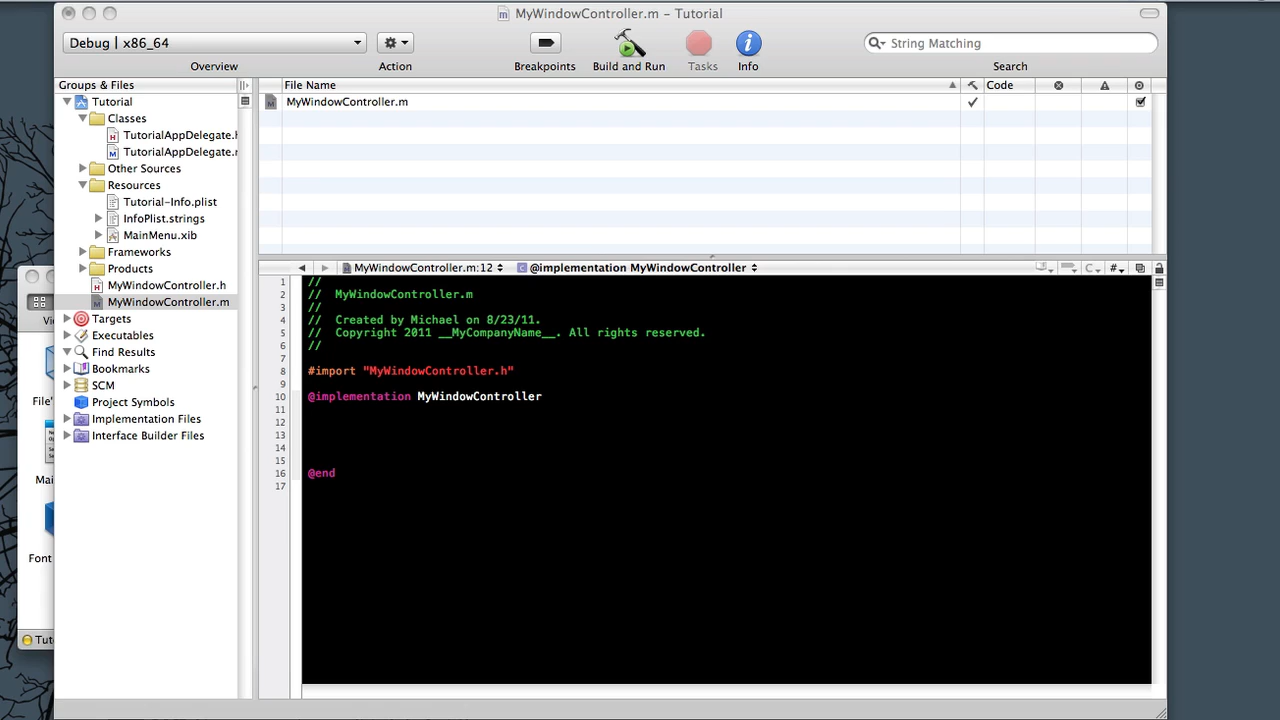 MyWindowController.m – Tutorial
Debug | x86_64
String Matching
Overview
Action
Breakpoints
Build and Run
Tasks
Info
Search
Groups & Files
File Name
Code
Tutorial
MyWindowController.m
Classes
TutorialAppDelegate.h
TutorialAppDelegate.r
Other Sources
Resources
Tutorial-Info.plist
InfoPlist.strings
MainMenu.xib
Frameworks
Products
MyWindowController.h
MyWindowController.m
Targets
Executables
Find Results
Bookmarks
SCM
Project Symbols
Implementation Files
Interface Builder Files
Vi
File'
Mai
Font
Tut
MyWindowController.m:12
@implementation MyWindowController
1 //
2 //  MyWindowController.m
3 //
4 //  Created by Michael on 8/23/11.
5 //  Copyright 2011 __MyCompanyName__. All rights reserved.
6 //
7
8 #import "MyWindowController.h"
9
10 @implementation MyWindowController
11
12
13
14
15
16 @end
17